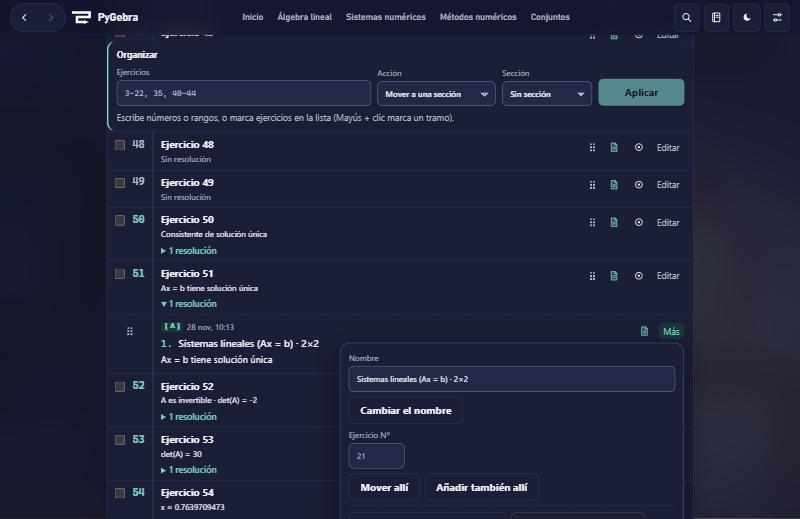 PyGebra
Inicio Álgebra lineal Sistemas numéricos Métodos numéricos Conjuntos
Editar
Organizar
Ejercicios Acción Sección
3-22, 35, 40-44 Mover a una sección Sin sección Aplicar
Escribe números o rangos, o marca ejercicios en la lista (Mayús + clic marca un tramo).
48 Ejercicio 48 Editar
Sin resolución
49 Ejercicio 49 Editar
Sin resolución
50 Ejercicio 50 Editar
Consistente de solución única
1 resolución
51 Ejercicio 51 Editar
Ax = b tiene solución única
1 resolución
[A] 28 nov, 10:13 Más
1. Sistemas lineales (Ax = b) · 2×2
Ax = b tiene solución única
Nombre
Sistemas lineales (Ax = b) · 2×2
Cambiar el nombre
Ejercicio Nº
21
Mover allí Añadir también allí
52 Ejercicio 52
A es invertible · det(A) = -2
1 resolución
53 Ejercicio 53
det(A) = 30
1 resolución
54 Ejercicio 54
x ≈ 0.7639709473